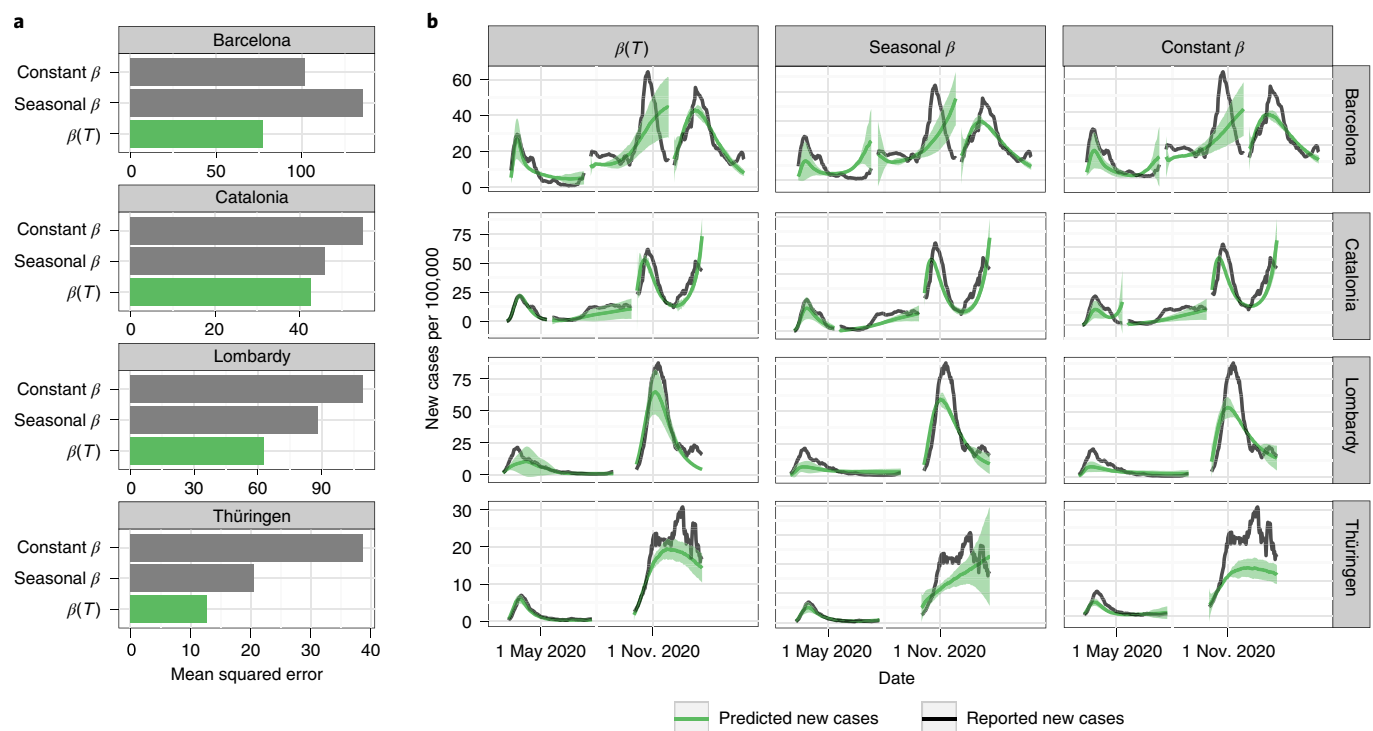 a
Barcelona
Constant β
Seasonal β
β(T)
0 50 100
Catalonia
Constant β
Seasonal β
β(T)
0 20 40
Lombardy
Constant β
Seasonal β
β(T)
0 30 60 90
Thüringen
Constant β
Seasonal β
β(T)
0 10 20 30 40
Mean squared error
b
β(T) Seasonal β Constant β
New cases per 100,000
60
40
20
0
Barcelona
75
50
25
0
Catalonia
75
50
25
0
Lombardy
30
20
10
0
Thüringen
1 May 2020 1 Nov. 2020 1 May 2020 1 Nov. 2020 1 May 2020 1 Nov. 2020
Date
Predicted new cases Reported new cases